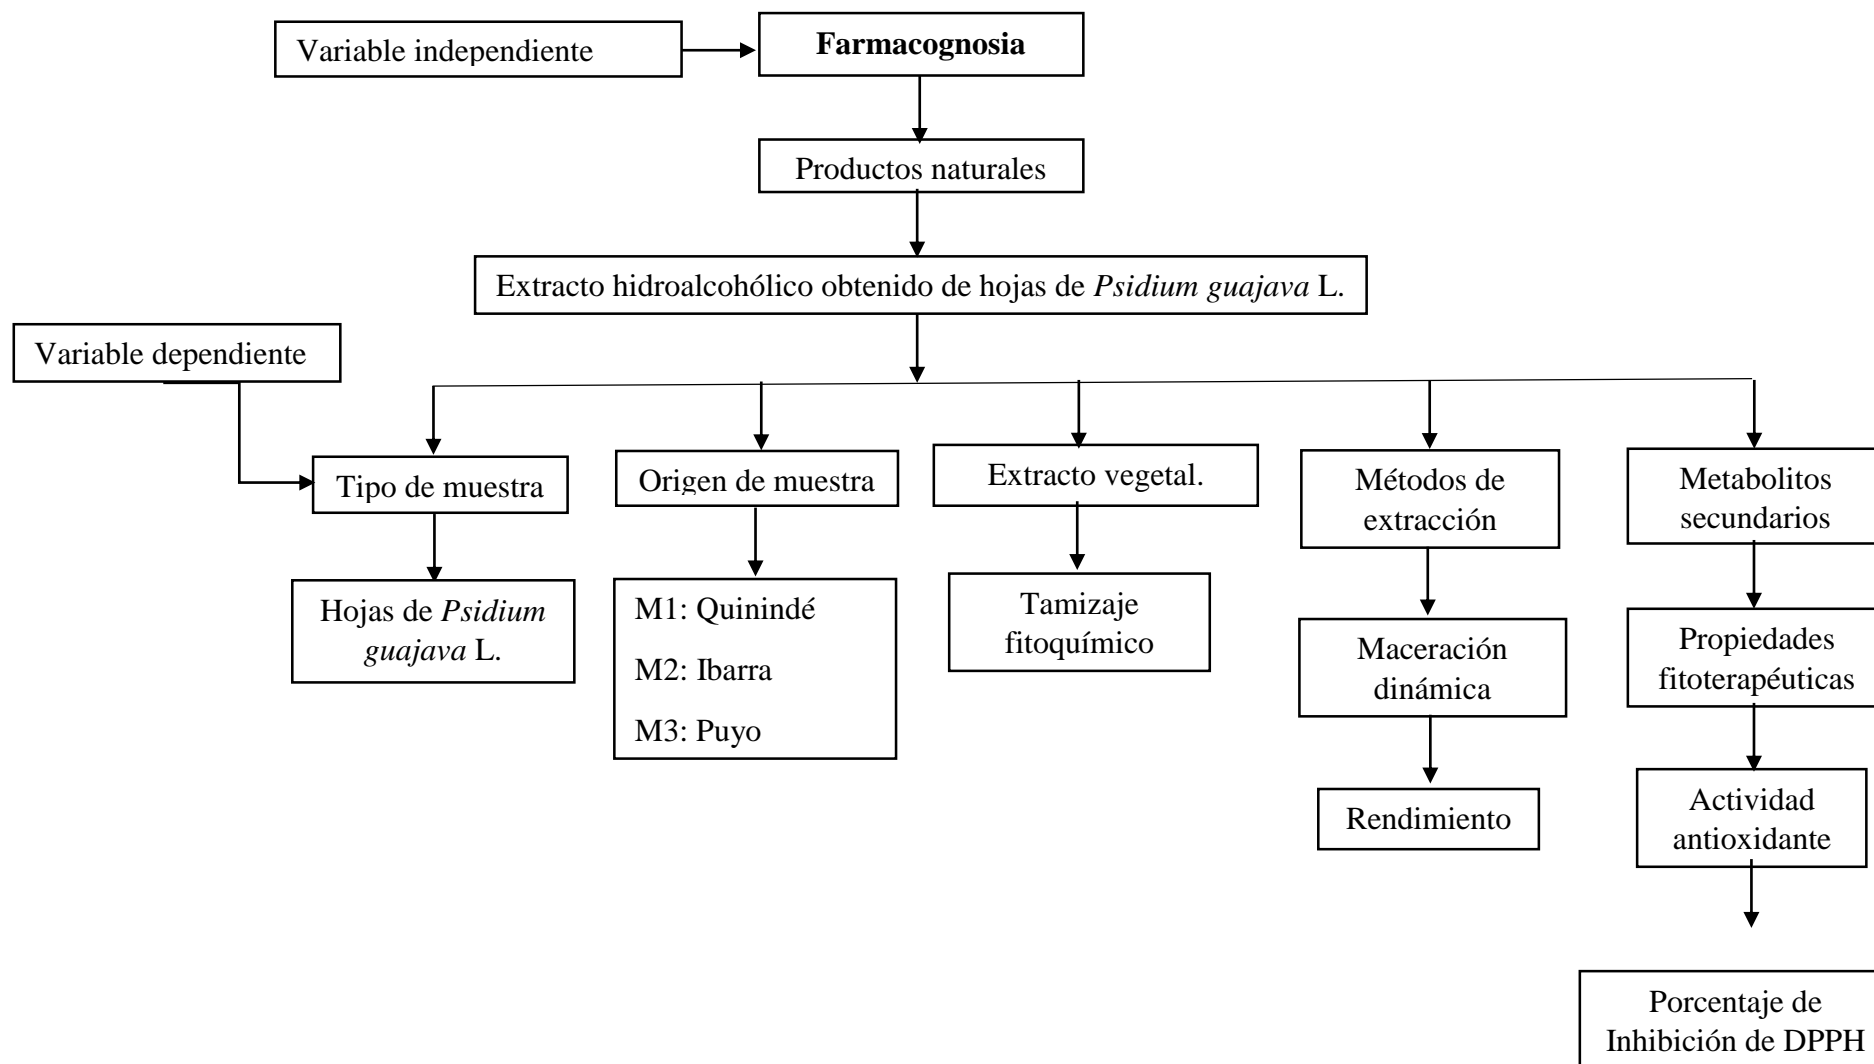 Variable independiente
Farmacognosia
Productos naturales
Extracto hidroalcohólico obtenido de hojas de Psidium guajava L.
Variable dependiente
Tipo de muestra
Origen de muestra
Extracto vegetal.
Métodos de
extracción
Metabolitos
secundarios
Hojas de Psidium
guajava L.
M1: Quinindé
M2: Ibarra
M3: Puyo
Tamizaje
fitoquímico
Maceración
dinámica
Propiedades
fitoterapéuticas
Rendimiento
Actividad
antioxidante
Porcentaje de
Inhibición de DPPH